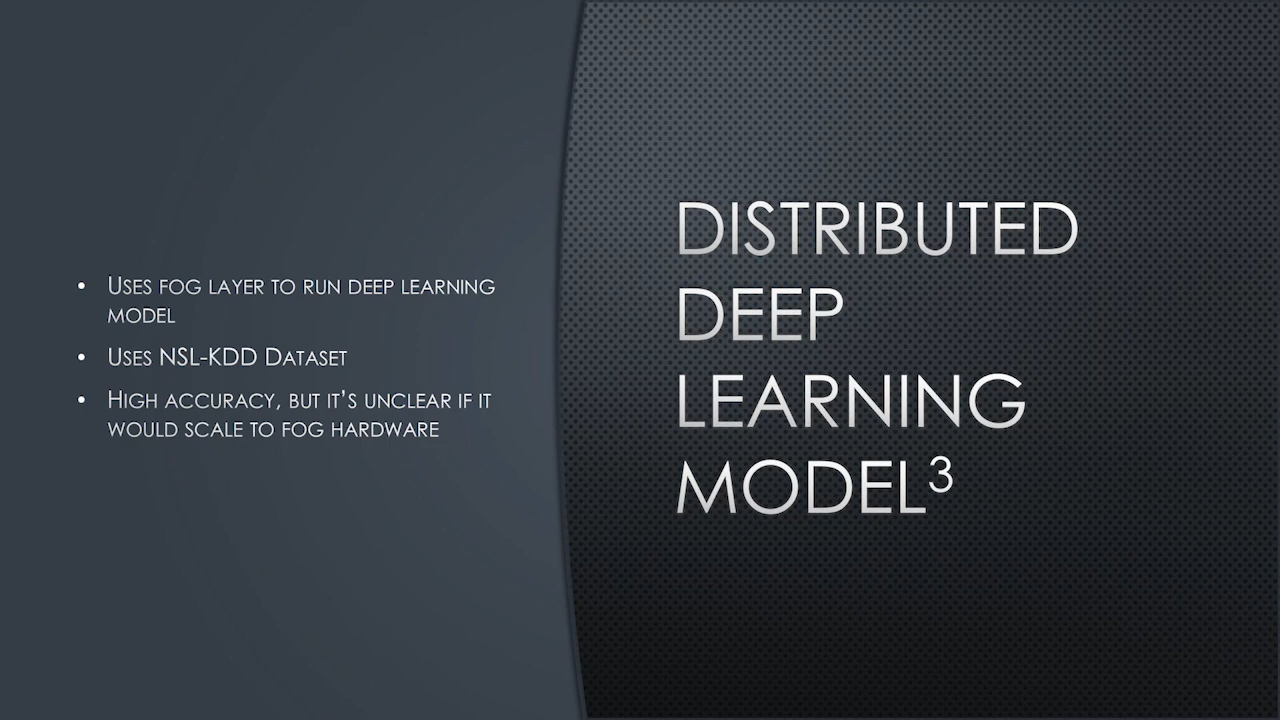 • Uses fog layer to run deep learning
model
• Uses NSL-KDD Dataset
• High accuracy, but it’s unclear if it
would scale to fog hardware
DISTRIBUTED
DEEP
LEARNING
MODEL³